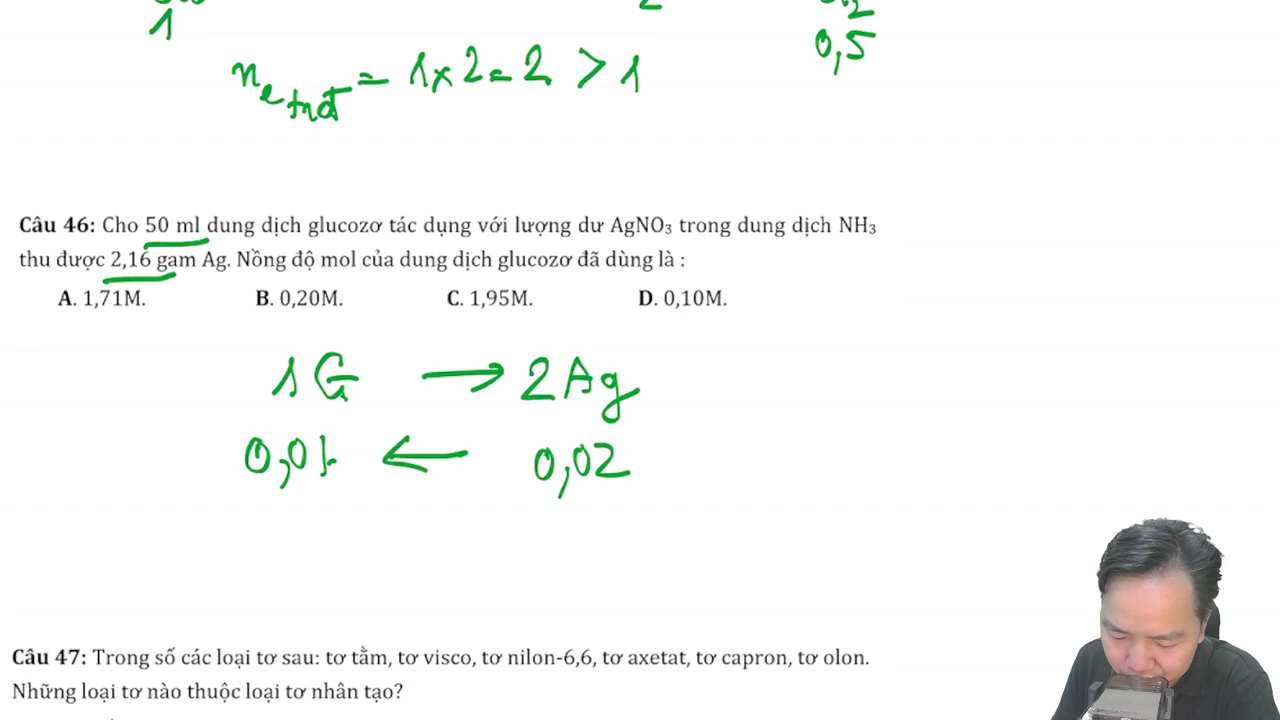 1
0,5
n e trđ = 1x2=2 > 1
Câu 46: Cho 50 ml dung dịch glucozơ tác dụng với lượng dư AgNO₃ trong dung dịch NH₃
thu được 2,16 gam Ag. Nồng độ mol của dung dịch glucozơ đã dùng là :
A. 1,71M. B. 0,20M. C. 1,95M. D. 0,10M.
1G → 2Ag
0,01 ← 0,02
Câu 47: Trong số các loại tơ sau: tơ tằm, tơ visco, tơ nilon-6,6, tơ axetat, tơ capron, tơ olon.
Những loại tơ nào thuộc loại tơ nhân tạo?